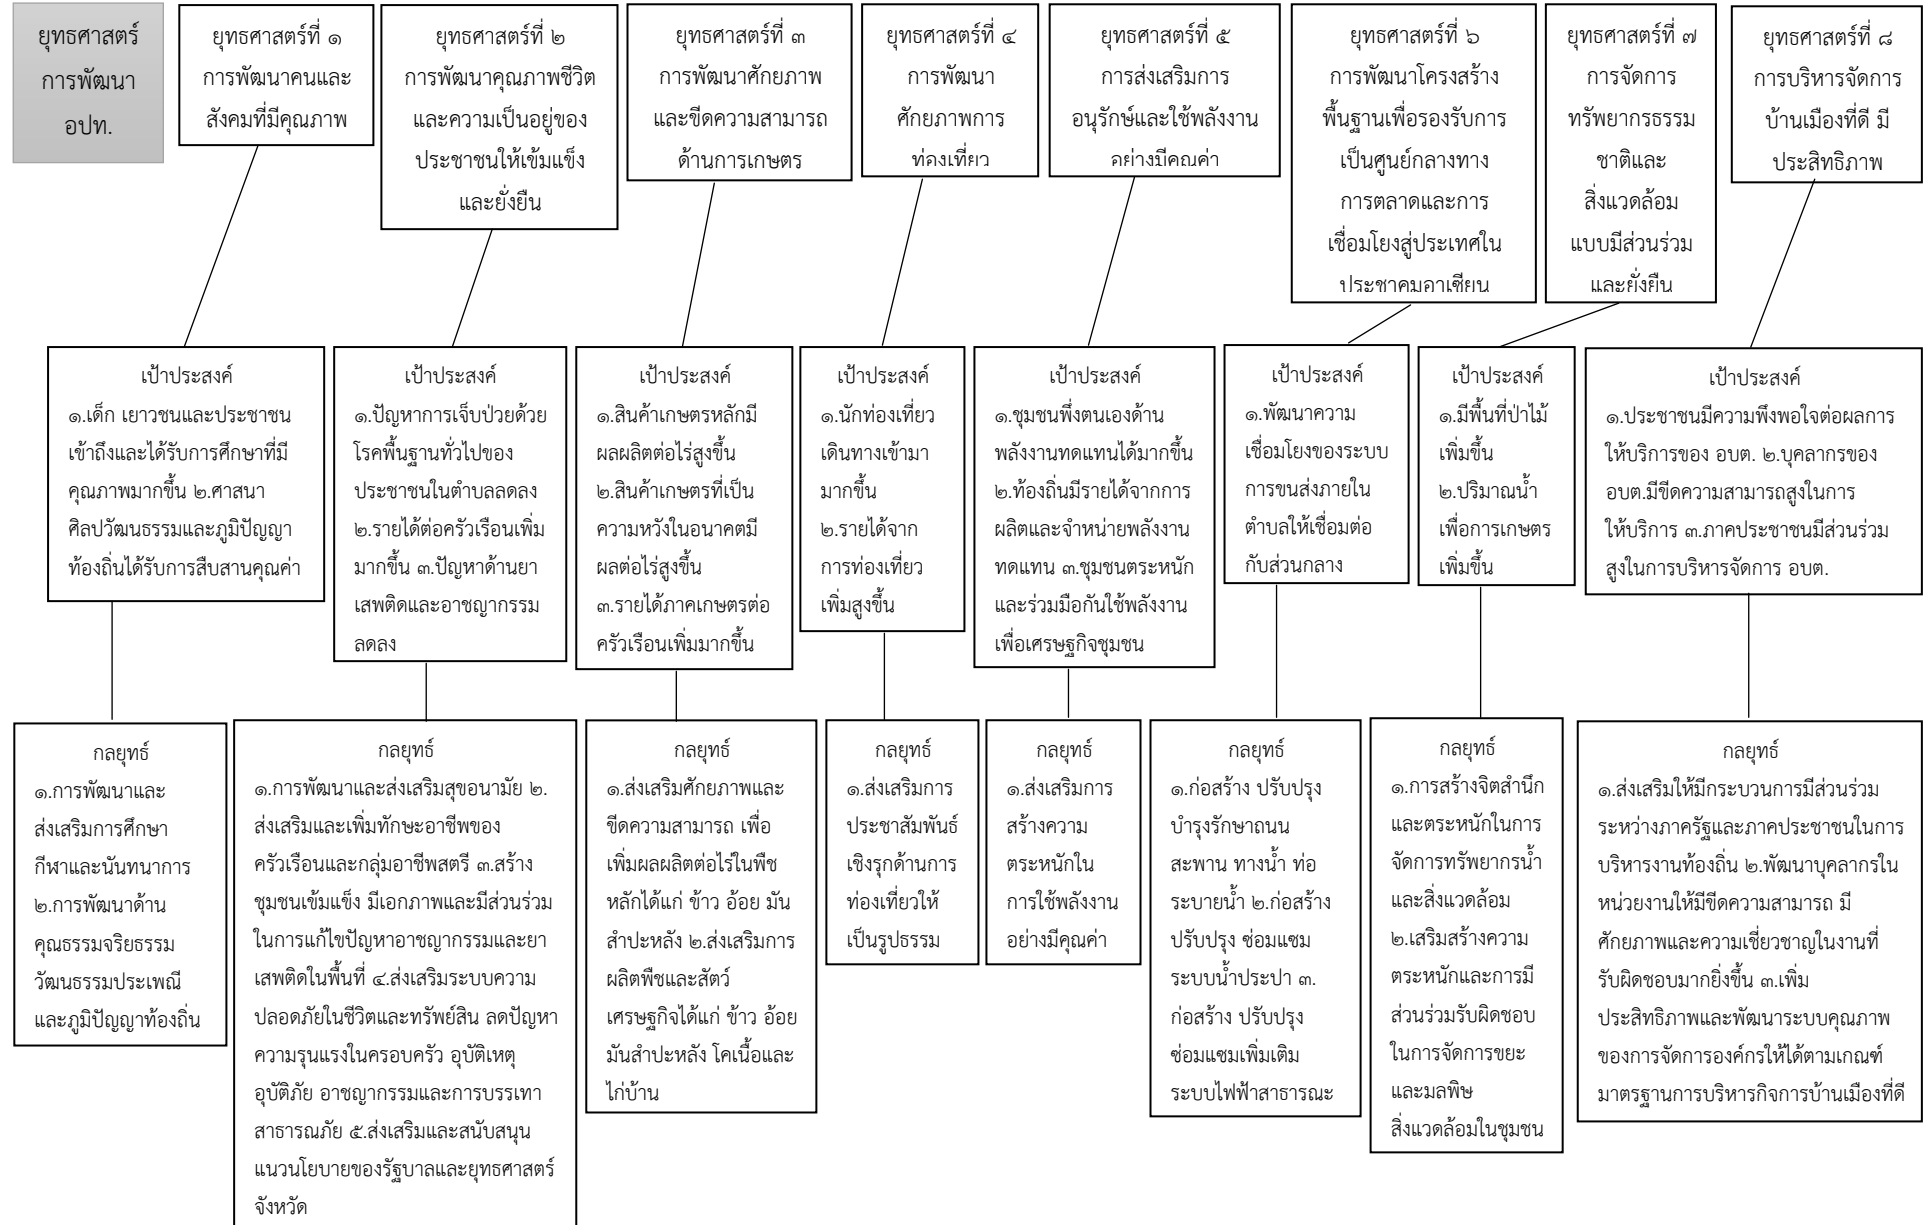 ยุทธศาสตร์
การพัฒนา
อปท.
ยุทธศาสตร์ที่ ๑
การพัฒนาคนและ
สังคมที่มีคุณภาพ
ยุทธศาสตร์ที่ ๒
การพัฒนาคุณภาพชีวิต
และความเป็นอยู่ของ
ประชาชนให้เข้มแข็ง
และยั่งยืน
ยุทธศาสตร์ที่ ๓
การพัฒนาศักยภาพ
และขีดความสามารถ
ด้านการเกษตร
ยุทธศาสตร์ที่ ๔
การพัฒนา
ศักยภาพการ
ท่องเที่ยว
ยุทธศาสตร์ที่ ๕
การส่งเสริมการ
อนุรักษ์และใช้พลังงาน
อย่างมีคุณค่า
ยุทธศาสตร์ที่ ๖
การพัฒนาโครงสร้าง
พื้นฐานเพื่อรองรับการ
เป็นศูนย์กลางทาง
การตลาดและการ
เชื่อมโยงสู่ประเทศใน
ประชาคมอาเซียน
ยุทธศาสตร์ที่ ๗
การจัดการ
ทรัพยากรธรรม
ชาติและ
สิ่งแวดล้อม
แบบมีส่วนร่วม
และยั่งยืน
ยุทธศาสตร์ที่ ๘
การบริหารจัดการ
บ้านเมืองที่ดี มี
ประสิทธิภาพ
เป้าประสงค์
๑.เด็ก เยาวชนและประชาชน
เข้าถึงและได้รับการศึกษาที่มี
คุณภาพมากขึ้น ๒.ศาสนา
ศิลปวัฒนธรรมและภูมิปัญญา
ท้องถิ่นได้รับการสืบสานคุณค่า
เป้าประสงค์
๑.ปัญหาการเจ็บป่วยด้วย
โรคพื้นฐานทั่วไปของ
ประชาชนในตำบลลดลง
๒.รายได้ต่อครัวเรือนเพิ่ม
มากขึ้น ๓.ปัญหาด้านยา
เสพติดและอาชญากรรม
ลดลง
เป้าประสงค์
๑.สินค้าเกษตรหลักมี
ผลผลิตต่อไร่สูงขึ้น
๒.สินค้าเกษตรที่เป็น
ความหวังในอนาคตมี
ผลต่อไร่สูงขึ้น
๓.รายได้ภาคเกษตรต่อ
ครัวเรือนเพิ่มมากขึ้น
เป้าประสงค์
๑.นักท่องเที่ยว
เดินทางเข้ามา
มากขึ้น
๒.รายได้จาก
การท่องเที่ยว
เพิ่มสูงขึ้น
เป้าประสงค์
๑.ชุมชนพึ่งตนเองด้าน
พลังงานทดแทนได้มากขึ้น
๒.ท้องถิ่นมีรายได้จากการ
ผลิตและจำหน่ายพลังงาน
ทดแทน ๓.ชุมชนตระหนัก
และร่วมมือกันใช้พลังงาน
เพื่อเศรษฐกิจชุมชน
เป้าประสงค์
๑.พัฒนาความ
เชื่อมโยงของระบบ
การขนส่งภายใน
ตำบลให้เชื่อมต่อ
กับส่วนกลาง
เป้าประสงค์
๑.มีพื้นที่ป่าไม้
เพิ่มขึ้น
๒.ปริมาณน้ำ
เพื่อการเกษตร
เพิ่มขึ้น
เป้าประสงค์
๑.ประชาชนมีความพึงพอใจต่อผลการ
ให้บริการของ อบต. ๒.บุคลากรของ
อบต.มีขีดความสามารถสูงในการ
ให้บริการ ๓.ภาคประชาชนมีส่วนร่วม
สูงในการบริหารจัดการ อบต.
กลยุทธ์
๑.การพัฒนาและ
ส่งเสริมการศึกษา
กีฬาและนันทนาการ
๒.การพัฒนาด้าน
คุณธรรมจริยธรรม
วัฒนธรรมประเพณี
และภูมิปัญญาท้องถิ่น
กลยุทธ์
๑.การพัฒนาและส่งเสริมสุขอนามัย ๒.
ส่งเสริมและเพิ่มทักษะอาชีพของ
ครัวเรือนและกลุ่มอาชีพสตรี ๓.สร้าง
ชุมชนเข้มแข็ง มีเอกภาพและมีส่วนร่วม
ในการแก้ไขปัญหาอาชญากรรมและยา
เสพติดในพื้นที่ ๔.ส่งเสริมระบบความ
ปลอดภัยในชีวิตและทรัพย์สิน ลดปัญหา
ความรุนแรงในครอบครัว อุบัติเหตุ
อุบัติภัย อาชญากรรมและการบรรเทา
สาธารณภัย ๕.ส่งเสริมและสนับสนุน
แนวนโยบายของรัฐบาลและยุทธศาสตร์
จังหวัด
กลยุทธ์
๑.ส่งเสริมศักยภาพและ
ขีดความสามารถ เพื่อ
เพิ่มผลผลิตต่อไร่ในพืช
หลักได้แก่ ข้าว อ้อย มัน
สำปะหลัง ๒.ส่งเสริมการ
ผลิตพืชและสัตว์
เศรษฐกิจได้แก่ ข้าว อ้อย
มันสำปะหลัง โคเนื้อและ
ไก่บ้าน
กลยุทธ์
๑.ส่งเสริมการ
ประชาสัมพันธ์
เชิงรุกด้านการ
ท่องเที่ยวให้
เป็นรูปธรรม
กลยุทธ์
๑.ส่งเสริมการ
สร้างความ
ตระหนักใน
การใช้พลังงาน
อย่างมีคุณค่า
กลยุทธ์
๑.ก่อสร้าง ปรับปรุง
บำรุงรักษาถนน
สะพาน ทางน้ำ ท่อ
ระบายน้ำ ๒.ก่อสร้าง
ปรับปรุง ซ่อมแซม
ระบบน้ำประปา ๓.
ก่อสร้าง ปรับปรุง
ซ่อมแซมเพิ่มเติม
ระบบไฟฟ้าสาธารณะ
กลยุทธ์
๑.การสร้างจิตสำนึก
และตระหนักในการ
จัดการทรัพยากรน้ำ
และสิ่งแวดล้อม
๒.เสริมสร้างความ
ตระหนักและการมี
ส่วนร่วมรับผิดชอบ
ในการจัดการขยะ
และมลพิษ
สิ่งแวดล้อมในชุมชน
กลยุทธ์
๑.ส่งเสริมให้มีกระบวนการมีส่วนร่วม
ระหว่างภาครัฐและภาคประชาชนในการ
บริหารงานท้องถิ่น ๒.พัฒนาบุคลากรใน
หน่วยงานให้มีขีดความสามารถ มี
ศักยภาพและความเชี่ยวชาญในงานที่
รับผิดชอบมากยิ่งขึ้น ๓.เพิ่ม
ประสิทธิภาพและพัฒนาระบบคุณภาพ
ของการจัดการองค์กรให้ได้ตามเกณฑ์
มาตรฐานการบริหารกิจการบ้านเมืองที่ดี